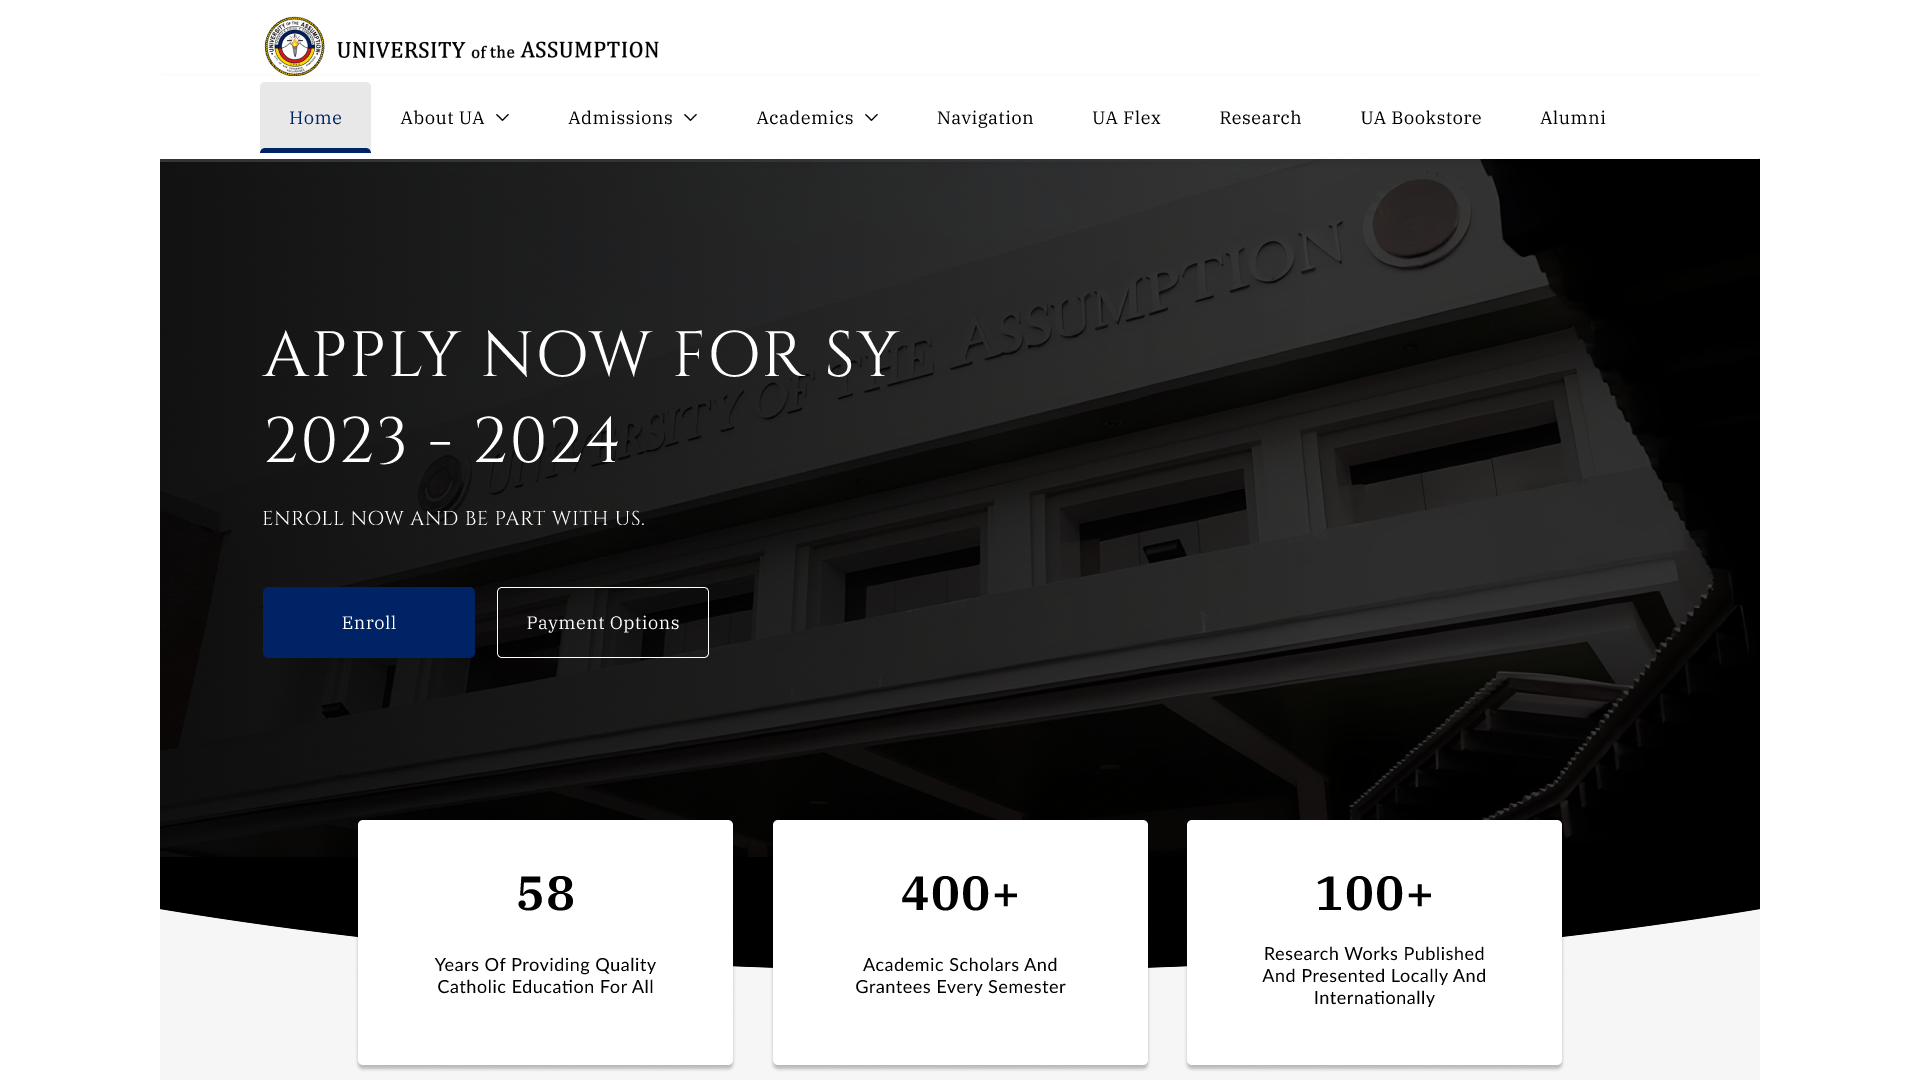 UNIVERSITY of the ASSUMPTION
Home
About UA
Admissions
Academics
Navigation
UA Flex
Research
UA Bookstore
Alumni
UNIVERSITY OF THE ASSUMPTION
APPLY NOW FOR SY
2023 - 2024
ENROLL NOW AND BE PART WITH US.
Enroll
Payment Options
58
Years Of Providing Quality
Catholic Education For All
400+
Academic Scholars And
Grantees Every Semester
100+
Research Works Published
And Presented Locally And
Internationally